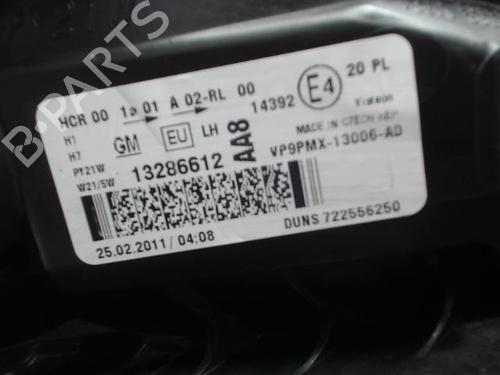 HCR 00 1a 01 A 02-RL 00
14392 E4 20 PL
H1
H7
PY21W
W21/5W
GM EU LH
13286612 AA8
Visteon
MADE IN CZECH REP
VP9PMX-13006-AD
25.02.2011/04:08
DUNS 722556250
B-PARTS